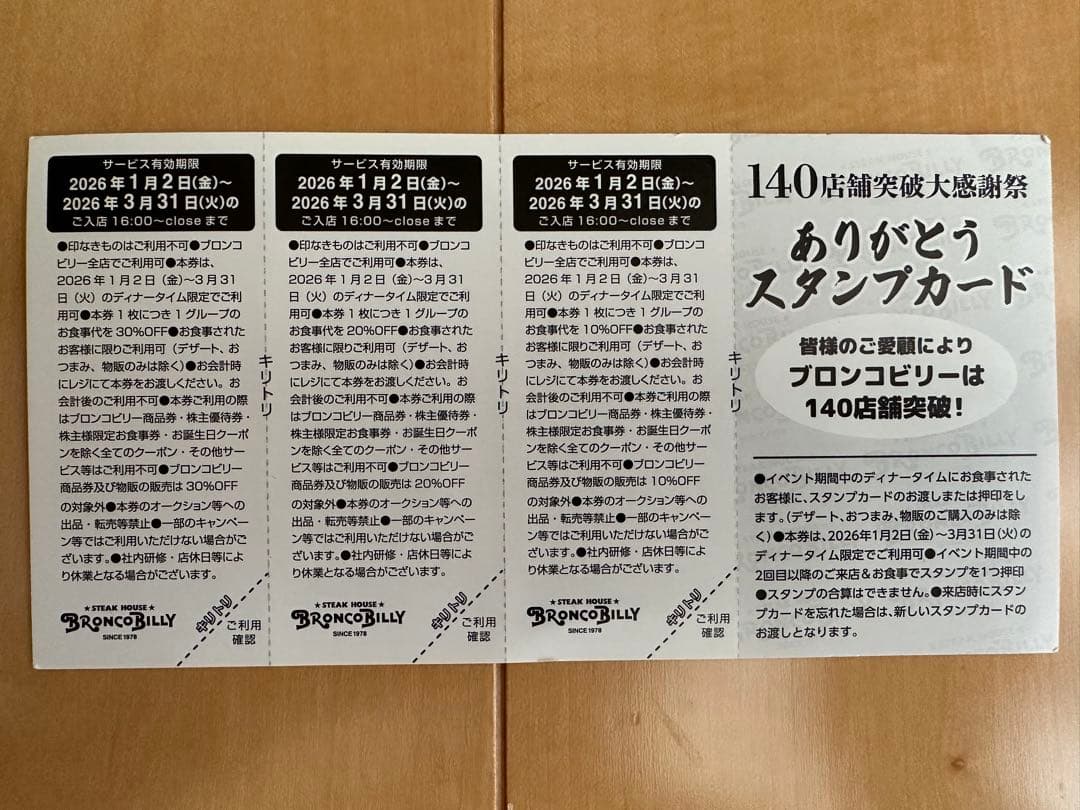 サービス有効期限
2026年1月2日(金)～
2026年3月31日(火)の
ご入店 16:00～closeまで
●印なきものはご利用不可●ブロンコ
ビリー全店でご利用可●本券は、
2026年1月2日（金）～3月31
日（火）のディナータイム限定でご利
用可●本券1枚につき1グループの
お食事代を30%OFF●お食事された
お客様に限りご利用可（デザート、お
つまみ、物販のみは除く）●お会計時
にレジにて本券をお渡しください。お
会計後のご利用不可●本券ご利用の際
はブロンコビリー商品券・株主優待券・
株主様限定お食事券・お誕生日クーポ
ンを除く全てのクーポン・その他サー
ビス等はご利用不可●ブロンコビリー
商品券及び物販の販売は30%OFF
の対象外●本券のオークション等への
出品・転売等禁止●一部のキャンペー
ン等ではご利用いただけない場合がご
ざいます。●社内研修・店休日等によ
り休業となる場合がございます。
★STEAK HOUSE★
BRONCO BILLY
SINCE 1978
キリトリ
ご利用
確認
キリトリ
サービス有効期限
2026年1月2日(金)～
2026年3月31日(火)の
ご入店 16:00～closeまで
●印なきものはご利用不可●ブロンコ
ビリー全店でご利用可●本券は、
2026年1月2日（金）～3月31
日（火）のディナータイム限定でご利
用可●本券1枚につき1グループの
お食事代を20%OFF●お食事された
お客様に限りご利用可（デザート、お
つまみ、物販のみは除く）●お会計時
にレジにて本券をお渡しください。お
会計後のご利用不可●本券ご利用の際
はブロンコビリー商品券・株主優待券・
株主様限定お食事券・お誕生日クーポ
ンを除く全てのクーポン・その他サー
ビス等はご利用不可●ブロンコビリー
商品券及び物販の販売は20%OFF
の対象外●本券のオークション等への
出品・転売等禁止●一部のキャンペー
ン等ではご利用いただけない場合がご
ざいます。●社内研修・店休日等によ
り休業となる場合がございます。
★STEAK HOUSE★
BRONCO BILLY
SINCE 1978
キリトリ
ご利用
確認
キリトリ
サービス有効期限
2026年1月2日(金)～
2026年3月31日(火)の
ご入店 16:00～closeまで
●印なきものはご利用不可●ブロンコ
ビリー全店でご利用可●本券は、
2026年1月2日（金）～3月31
日（火）のディナータイム限定でご利
用可●本券1枚につき1グループの
お食事代を10%OFF●お食事された
お客様に限りご利用可（デザート、お
つまみ、物販のみは除く）●お会計時
にレジにて本券をお渡しください。お
会計後のご利用不可●本券ご利用の際
はブロンコビリー商品券・株主優待券・
株主様限定お食事券・お誕生日クーポ
ンを除く全てのクーポン・その他サー
ビス等はご利用不可●ブロンコビリー
商品券及び物販の販売は10%OFF
の対象外●本券のオークション等への
出品・転売等禁止●一部のキャンペー
ン等ではご利用いただけない場合がご
ざいます。●社内研修・店休日等によ
り休業となる場合がございます。
★STEAK HOUSE★
BRONCO BILLY
SINCE 1978
キリトリ
ご利用
確認
キリトリ
140店舗突破大感謝祭
ありがとう
スタンプカード
皆様のご愛顧により
ブロンコビリーは
140店舗突破！
●イベント期間中のディナータイムにお食事された
お客様に、スタンプカードのお渡しまたは押印をしま
す。(デザート、おつまみ、物販のご購入のみは除
く)●本券は、2026年1月2日(金)～3月31日(火)の
ディナータイム限定でご利用可●イベント期間中の
2回目以降のご来店＆お食事でスタンプを1つ押印
●スタンプの合算はできません。●来店時にスタン
プカードを忘れた場合は、新しいスタンプカードの
お渡しとなります。